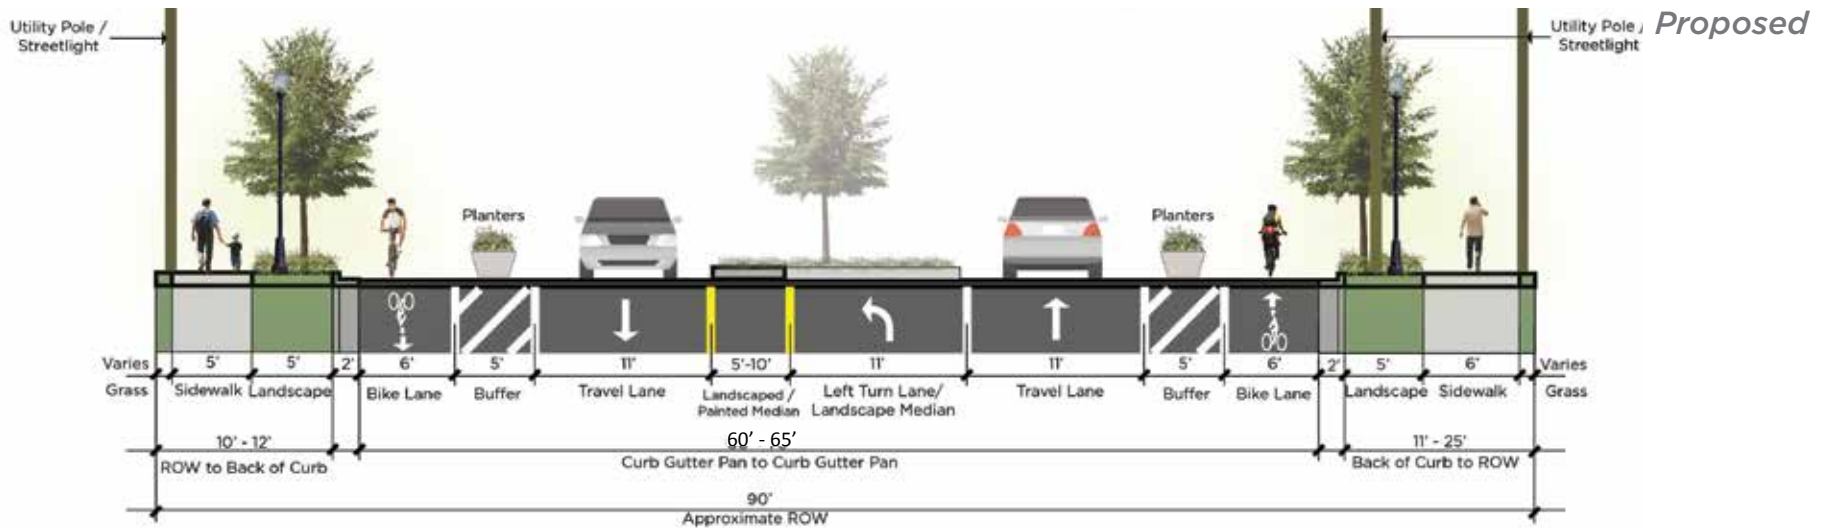 Utility Pole /
Streetlight
Utility Pole /
Streetlight
Proposed
Planters
Planters
Varies
5'
5'
2'
6'
5'
11'
5'-10'
11'
11'
5'
6'
2'
5'
6'
Varies
Grass
Sidewalk
Landscape
Bike Lane
Buffer
Travel Lane
Landscaped /
Painted Median
Left Turn Lane/
Landscape Median
Travel Lane
Buffer
Bike Lane
Landscape
Sidewalk
Grass
10' - 12'
ROW to Back of Curb
60’ - 65’
Curb Gutter Pan to Curb Gutter Pan
11' - 25'
Back of Curb to ROW
90'
Approximate ROW